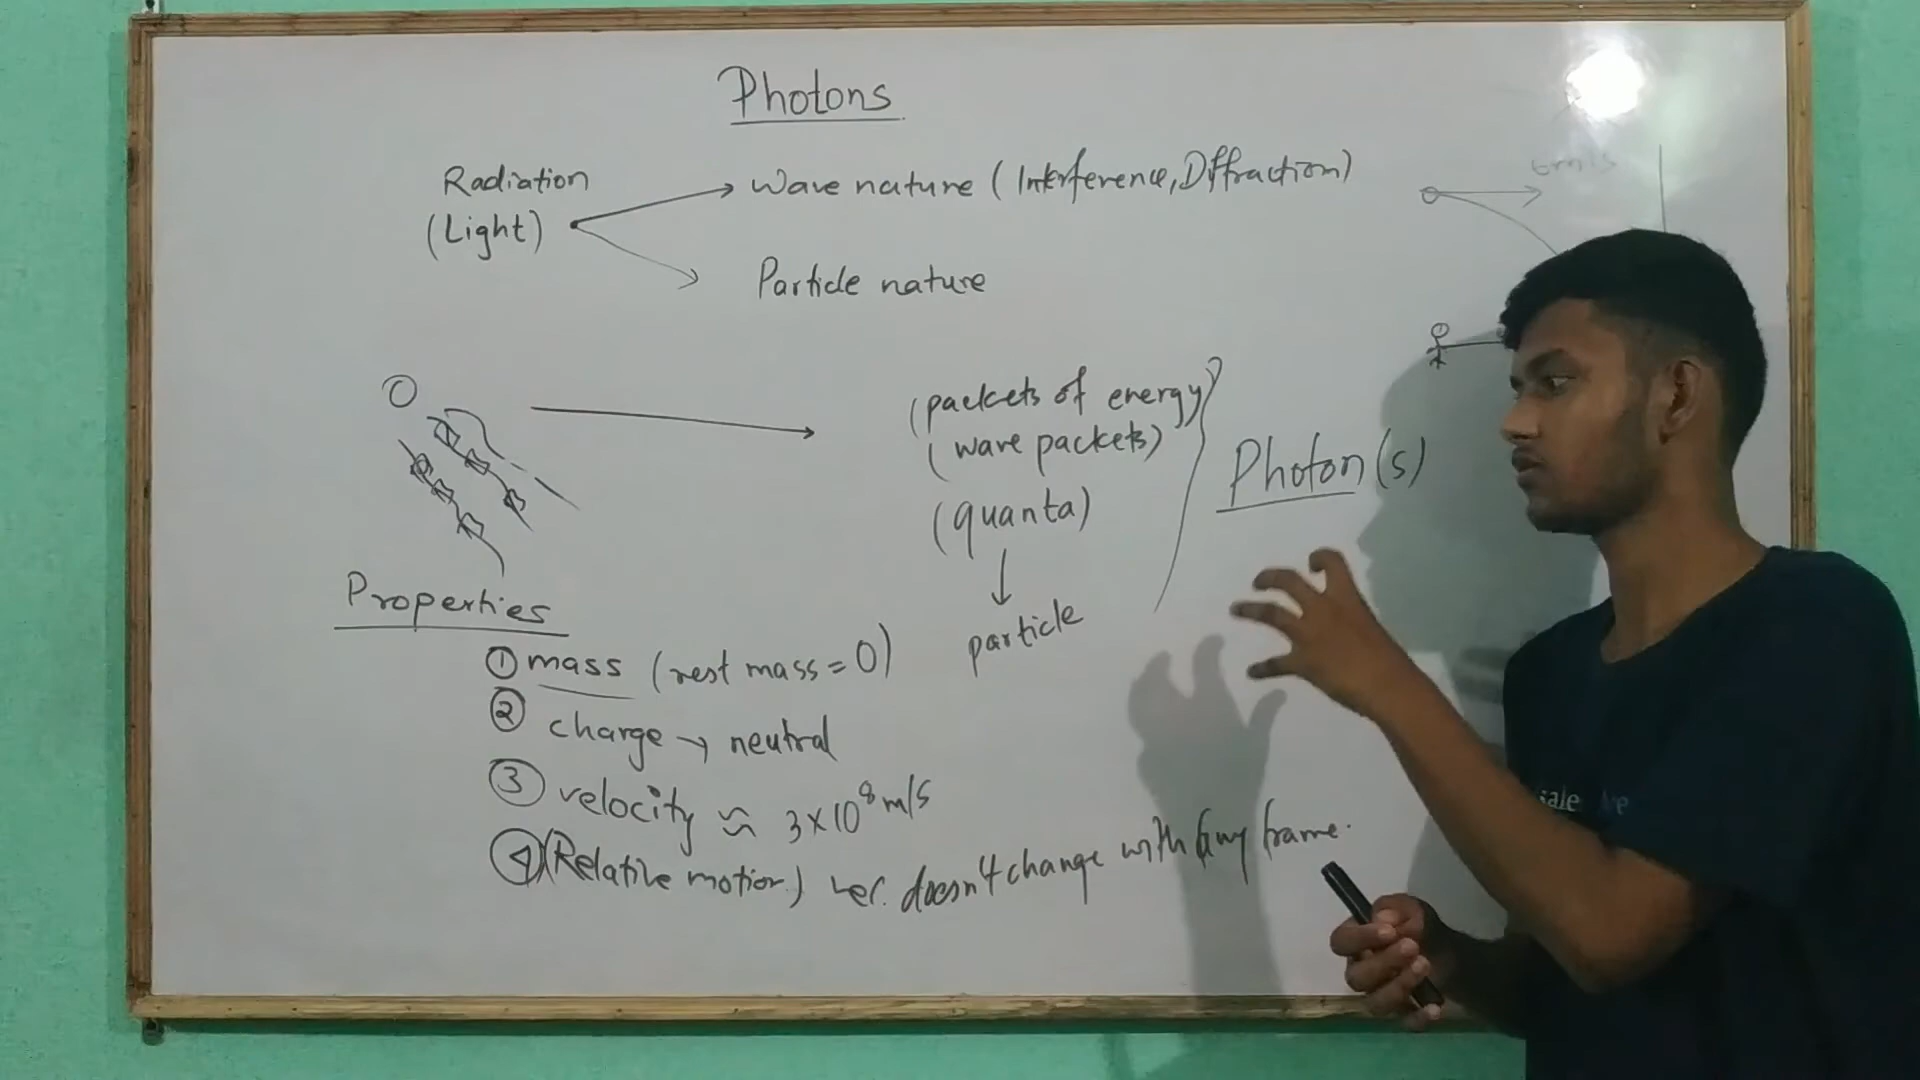 Photons
Radiation
(Light)
Wave nature (Interference, Diffraction)
Particle nature
(packets of energy)
(wave packets)
(quanta)
particle
Photon(s)
Properties
① mass (rest mass = 0)
② charge → neutral
③ velocity ≈ 3×10⁸ m/s
④ (Relative motion) vel. doesn't change with any frame.